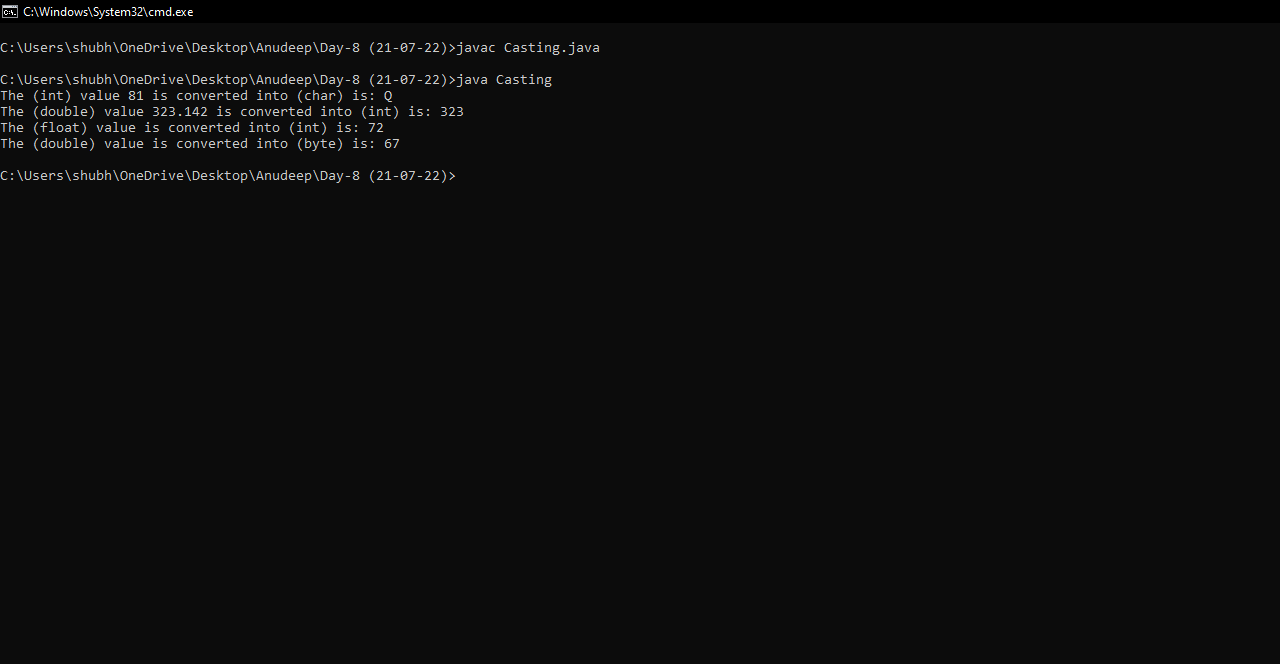 C:\Windows\System32\cmd.exe
C:\Users\shubh\OneDrive\Desktop\Anudeep\Day-8 (21-07-22)>javac Casting.java
C:\Users\shubh\OneDrive\Desktop\Anudeep\Day-8 (21-07-22)>java Casting
The (int) value 81 is converted into (char) is: Q
The (double) value 323.142 is converted into (int) is: 323
The (float) value is converted into (int) is: 72
The (double) value is converted into (byte) is: 67
C:\Users\shubh\OneDrive\Desktop\Anudeep\Day-8 (21-07-22)>